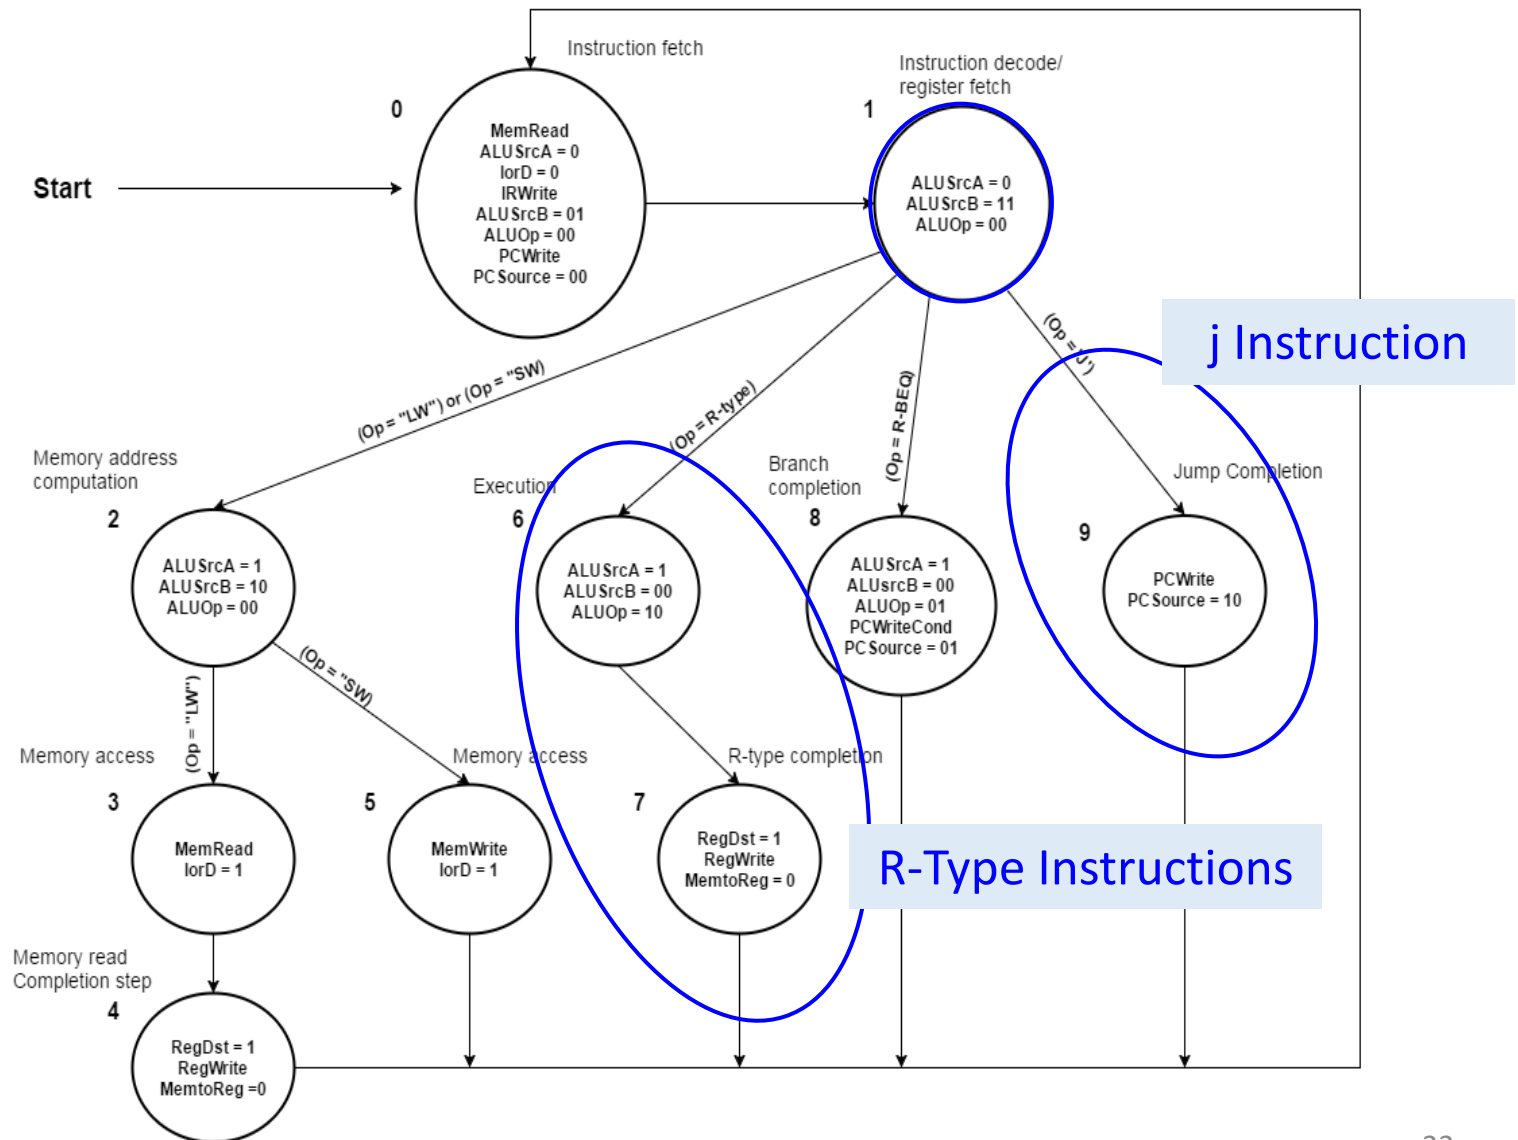 Instruction fetch
Instruction decode/
register fetch
0
1
MemRead
ALUSrcA = 0
IorD = 0
IRWrite
ALUSrcB = 01
ALUOp = 00
PCWrite
PCSource = 00
Start
ALUSrcA = 0
ALUSrcB = 11
ALUOp = 00
j Instruction
(Op = "LW") or (Op = "SW)
(Op = R-type)
(Op = R-BEQ)
(Op = 'J')
Memory address
computation
2
Execution
6
Branch
completion
8
Jump Completion
9
ALUSrcA = 1
ALUSrcB = 10
ALUOp = 00
ALUSrcA = 1
ALUSrcB = 00
ALUOp = 10
ALUSrcA = 1
ALUsrcB = 00
ALUOp = 01
PCWriteCond
PCSource = 01
PCWrite
PCSource = 10
(Op = "LW")
(Op = "SW)
Memory access
3
Memory access
5
R-type completion
7
MemRead
IorD = 1
MemWrite
IorD = 1
RegDst = 1
RegWrite
MemtoReg = 0
R-Type Instructions
Memory read
Completion step
4
RegDst = 1
RegWrite
MemtoReg =0